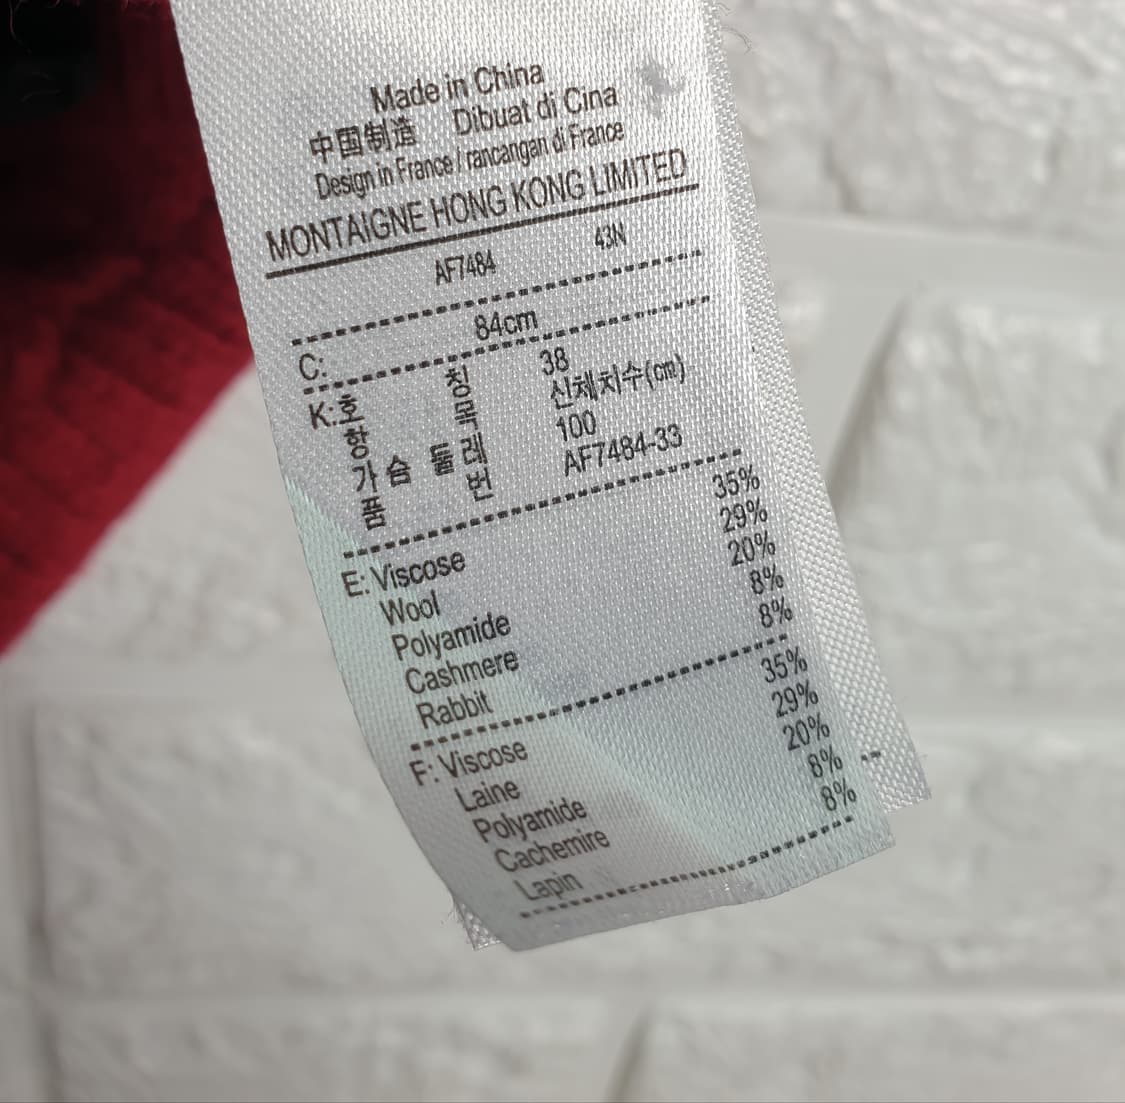 Made in China
中国制造 Dibuat di Cina
Design in France / rancangan di France
MONTAIGNE HONG KONG LIMITED
AF7484 43N
C: 84cm
K:호 칭 38
항 목 신체치수(cm)
가 슴 둘 레 100
품 번 AF7484-33
E: Viscose 35%
Wool 29%
Polyamide 20%
Cashmere 8%
Rabbit 8%
F: Viscose 35%
Laine 29%
Polyamide 20%
Cachemire 8%
Lapin 8%